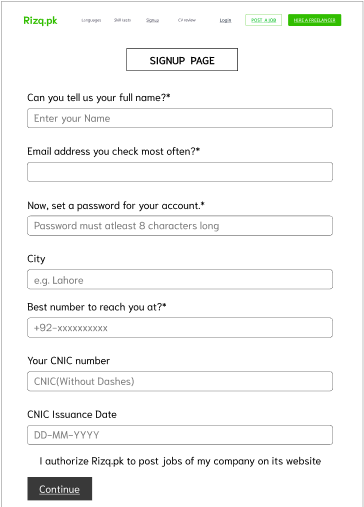 Rizq.pk
Languages Skill tests Signup CV review Login POST A JOB HIRE A FREELANCER
SIGNUP PAGE
Can you tell us your full name?*
Enter your Name
Email address you check most often?*
Now, set a password for your account.*
Password must atleast 8 characters long
City
e.g. Lahore
Best number to reach you at?*
+92-xxxxxxxxxx
Your CNIC number
CNIC(Without Dashes)
CNIC Issuance Date
DD-MM-YYYY
I authorize Rizq.pk to post jobs of my company on its website
Continue